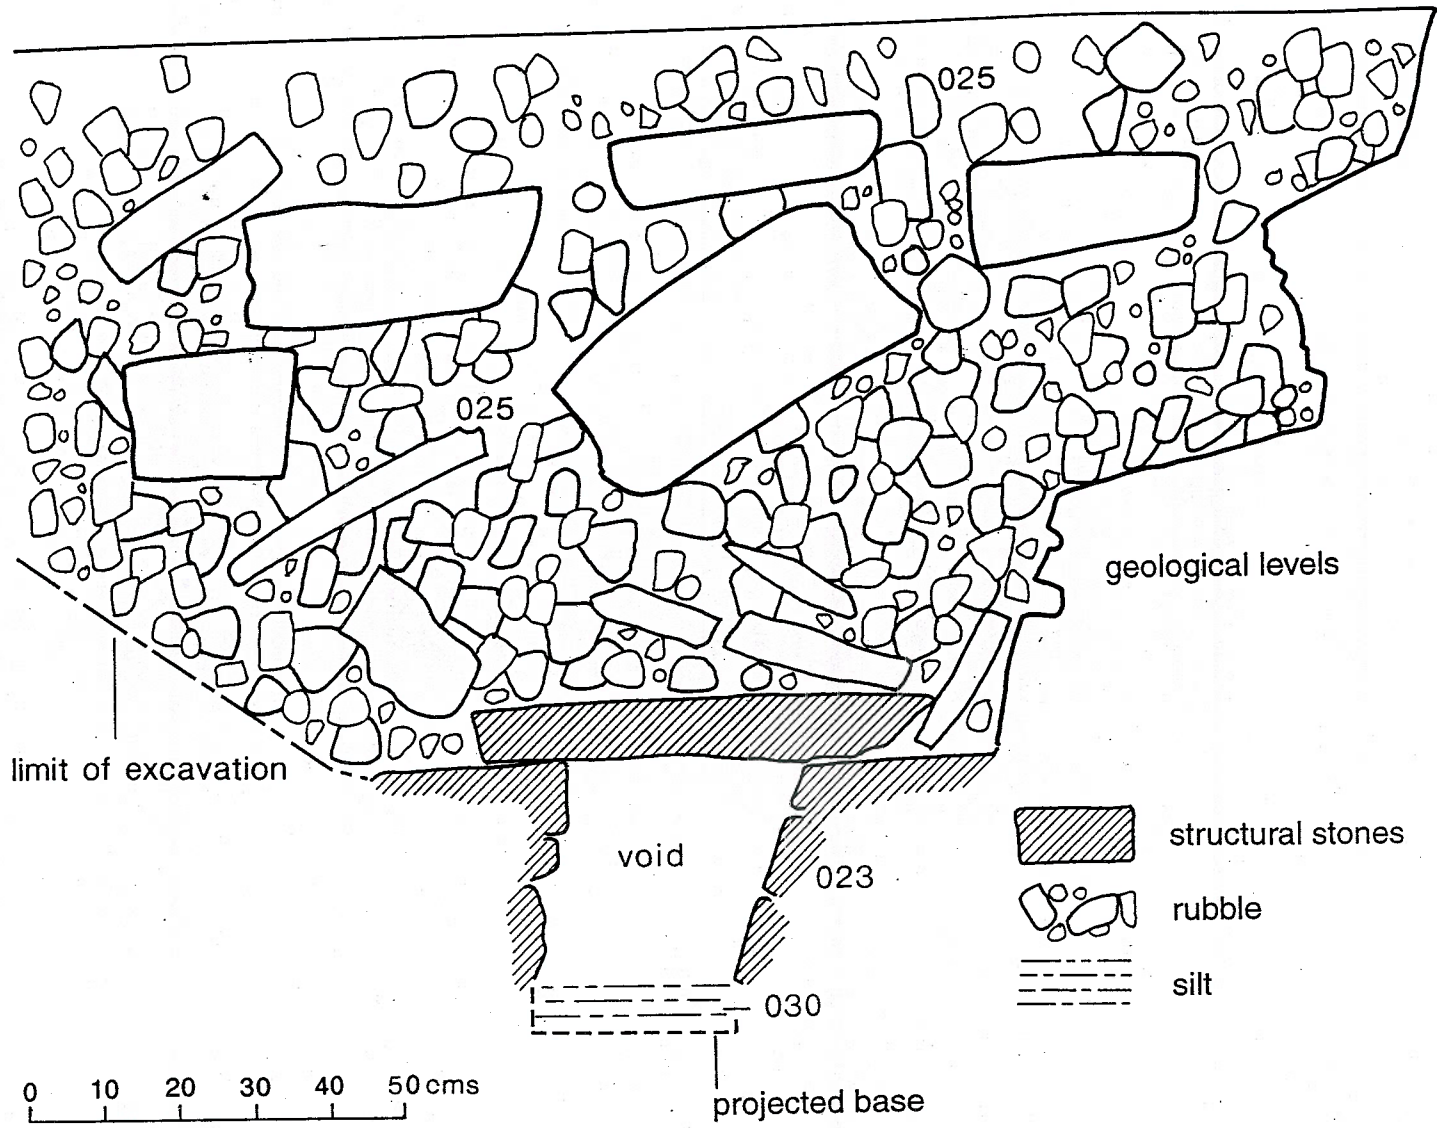 025
025
geological levels
limit of excavation
void
023
structural stones
rubble
silt
030
0 10 20 30 40 50 cms
projected base